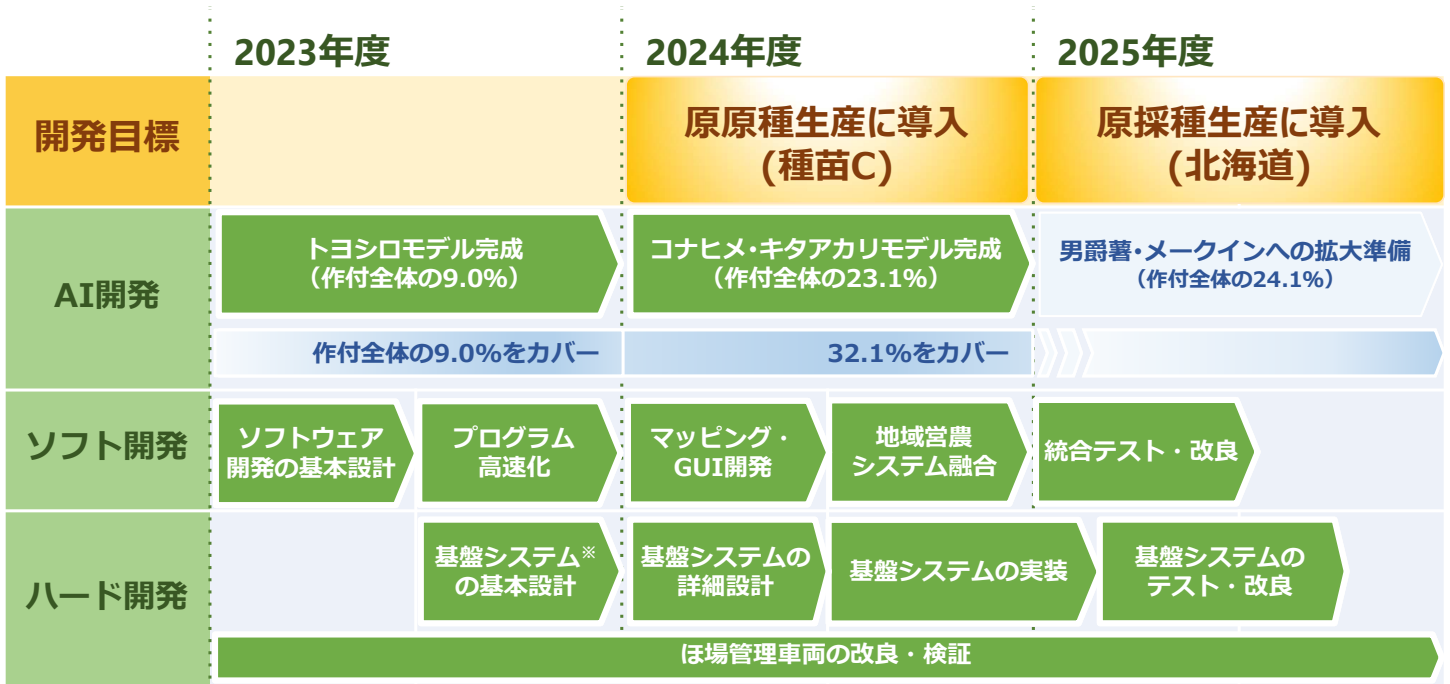 2023年度
2024年度
2025年度
開発目標
原原種生産に導入
(種苗C)
原採種生産に導入
(北海道)
AI開発
トヨシロモデル完成
（作付全体の9.0%）
コナヒメ・キタアカリモデル完成
（作付全体の23.1%）
男爵薯・メークインへの拡大準備
（作付全体の24.1%）
作付全体の9.0%をカバー
32.1%をカバー
ソフト開発
ソフトウェア
開発の基本設計
プログラム
高速化
マッピング・
GUI開発
地域営農
システム融合
統合テスト・改良
ハード開発
基盤システム※
の基本設計
基盤システムの
詳細設計
基盤システムの実装
基盤システムの
テスト・改良
ほ場管理車両の改良・検証